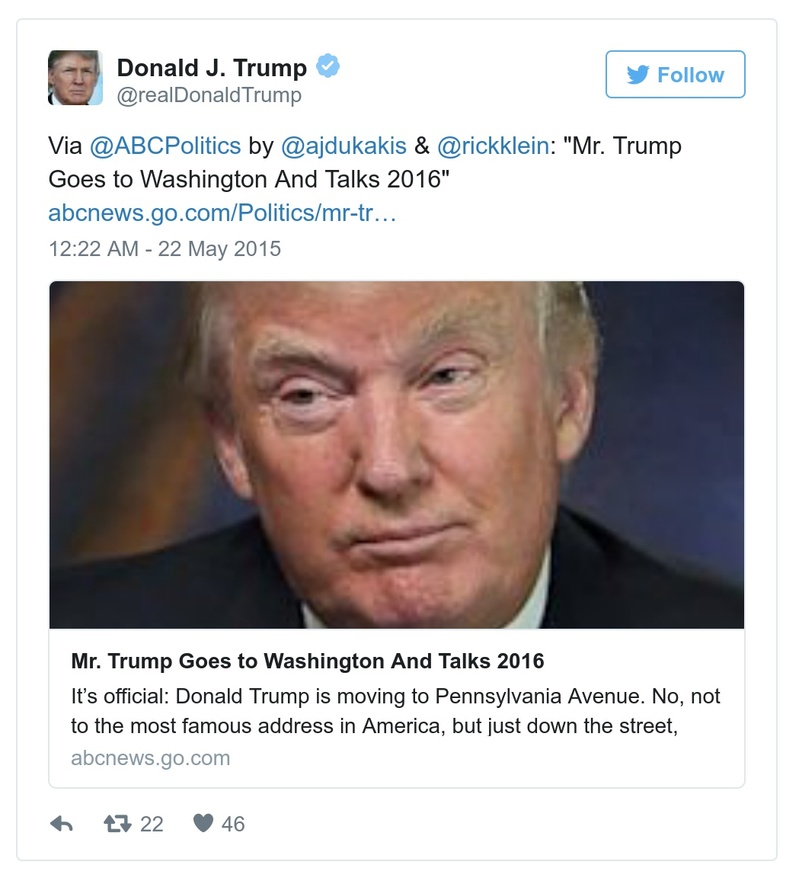 Donald J. Trump
@realDonaldTrump
Follow
Via @ABCPolitics by @ajdukakis & @rickklein: "Mr. Trump
Goes to Washington And Talks 2016"
abcnews.go.com/Politics/mr-tr…
12:22 AM - 22 May 2015
Mr. Trump Goes to Washington And Talks 2016
It’s official: Donald Trump is moving to Pennsylvania Avenue. No, not
to the most famous address in America, but just down the street,
abcnews.go.com
22 46